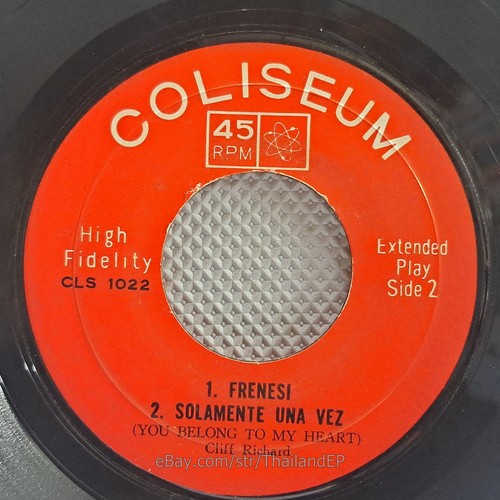 COLISEUM
45
RPM
High
Fidelity
CLS 1022
Extended
Play
Side 2
1. FRENESI
2. SOLAMENTE UNA VEZ
(YOU BELONG TO MY HEART)
Cliff Richard
eBay.com/str/ThailandEP